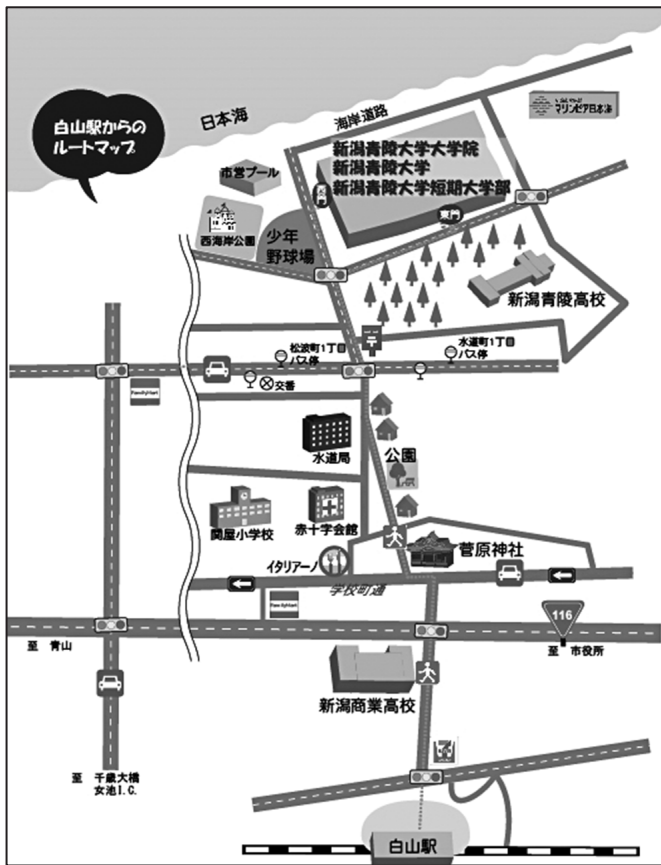 日本海
海岸道路
マリンピア日本海
白山駅からの
ルートマップ
新潟青陵大学大学院
新潟青陵大学
新潟青陵大学短期大学部
市営プール
東門
西海岸公園
少年
野球場
新潟青陵高校
松波町1丁目
バス停
水道町1丁目
バス停
交番
FamilyMart
水道局
公園
関屋小学校
赤十字会館
菅原神社
イタリアーノ
学校町通
FamilyMart
116
至 青山
至 市役所
新潟商業高校
至 千歳大橋
女池I.C.
白山駅